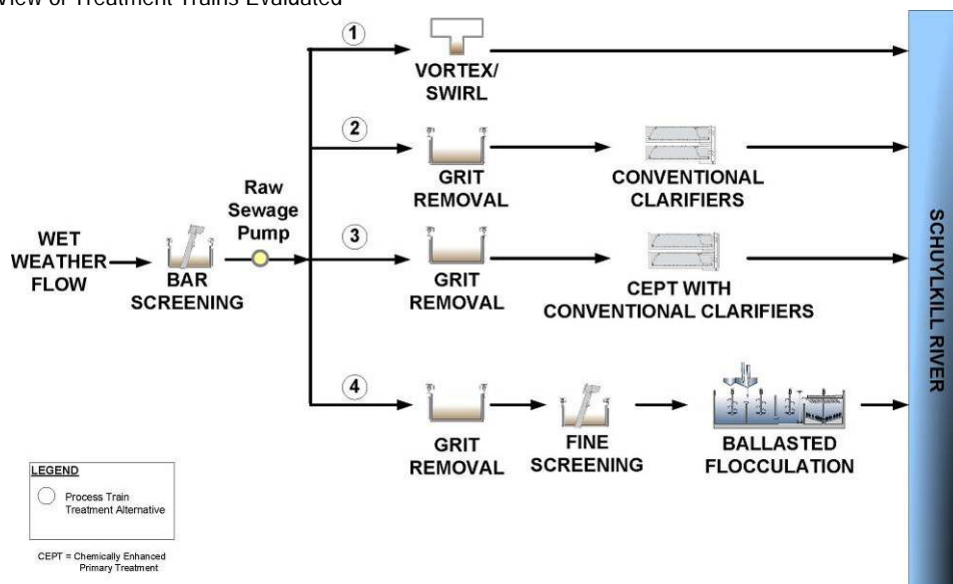 View of Treatment Trains Evaluated
1
VORTEX/
SWIRL
2
GRIT
REMOVAL
CONVENTIONAL
CLARIFIERS
WET
WEATHER
FLOW
BAR
SCREENING
Raw
Sewage
Pump
3
GRIT
REMOVAL
CEPT WITH
CONVENTIONAL CLARIFIERS
4
GRIT
REMOVAL
FINE
SCREENING
BALLASTED
FLOCCULATION
SCHUYLKILL RIVER
LEGEND
Process Train
Treatment Alternative
CEPT = Chemically Enhanced
Primary Treatment